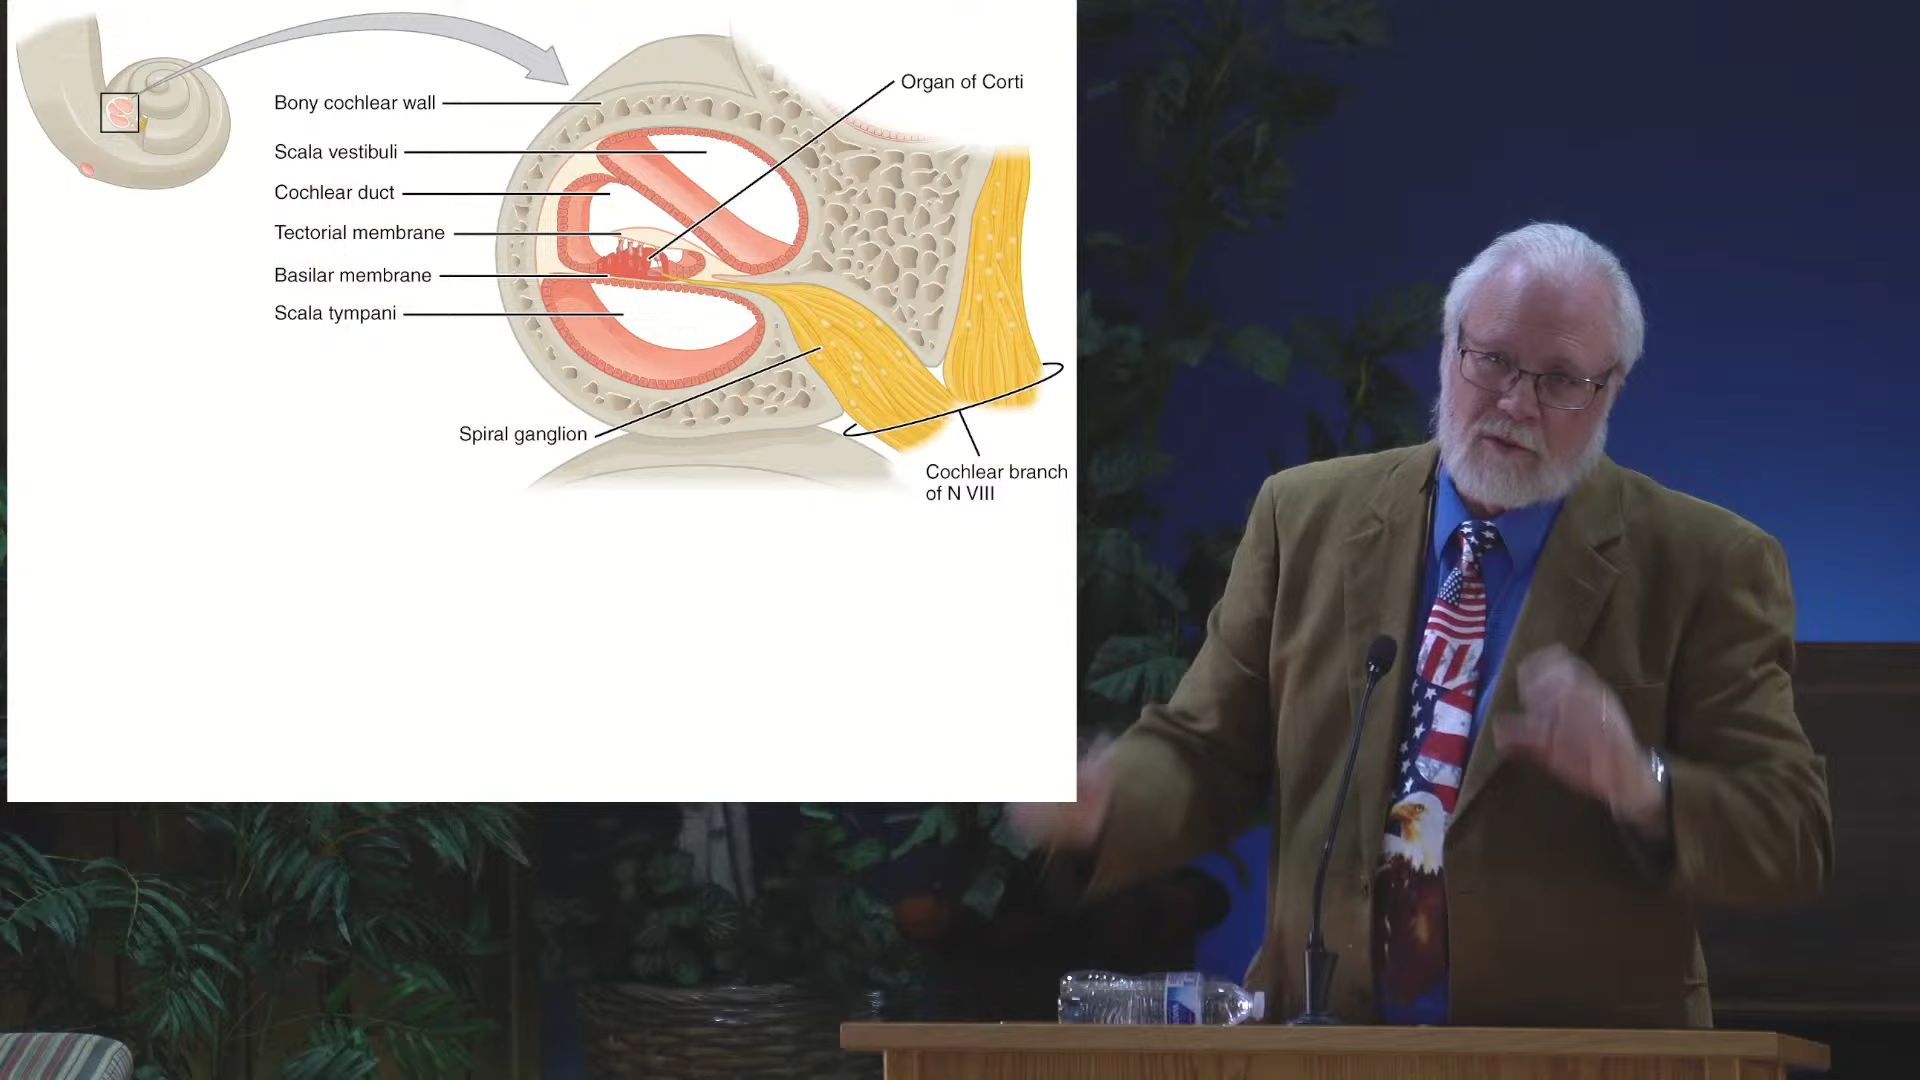 Organ of Corti
Bony cochlear wall
Scala vestibuli
Cochlear duct
Tectorial membrane
Basilar membrane
Scala tympani
Spiral ganglion
Cochlear branch
of N VIII